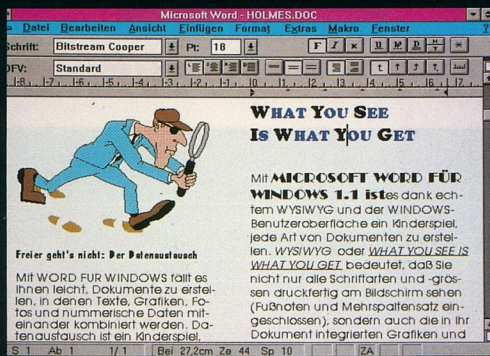 Microsoft Word - HOLMES.DOC
Datei Bearbeiten Ansicht Einfügen Format Extras Makro Fenster ?
Schrift: Bitstream Cooper Pt: 18 F I K U W D H
DFV: Standard
WHAT YOU SEE
IS WHAT YOU GET
Mit MICROSOFT WORD FÜR
WINDOWS 1.1 ist es dank ech-
tem WYSIWYG und der WINDOWS-
Benutzeroberfläche ein Kinderspiel,
jede Art von Dokumenten zu erstel-
len. WYSIWYG oder WHAT YOU SEE IS
WHAT YOU GET bedeutet, daß Sie
nicht nur alle Schriftarten und -grös-
sen druckfertig am Bildschirm sehen
(Fußnoten und Mehrspaltensatz ein-
geschlossen), sondern auch die in Ihr
Dokument integrierten Grafiken und
Freier geht's nicht: Der Datenaustausch
Mit WORD FÜR WINDOWS fällt es
Ihnen leicht, Dokumente zu erstel-
len, in denen Texte, Grafiken, Fo-
tos und nummerische Daten mit-
einander kombiniert werden. Da-
tenaustausch ist ein Kinderspiel,
S 1 Ab 1 1/1 Bei 27,2cm Ze 44 Sp 10 ZA